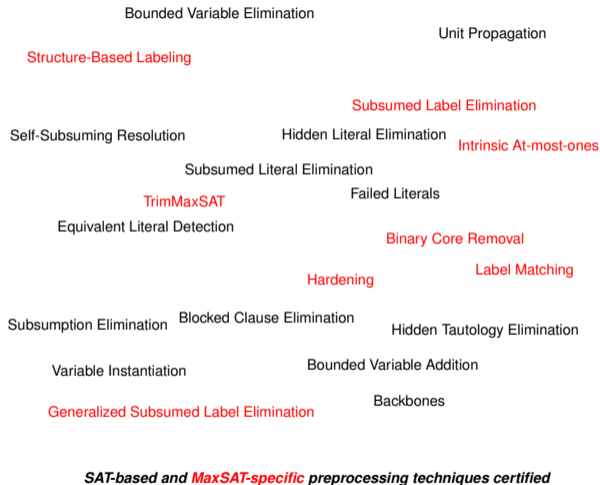 Bounded Variable Elimination
Unit Propagation
Structure-Based Labeling
Subsumed Label Elimination
Self-Subsuming Resolution
Hidden Literal Elimination
Intrinsic At-most-ones
Subsumed Literal Elimination
Failed Literals
TrimMaxSAT
Equivalent Literal Detection
Binary Core Removal
Label Matching
Hardening
Subsumption Elimination
Blocked Clause Elimination
Hidden Tautology Elimination
Variable Instantiation
Bounded Variable Addition
Backbones
Generalized Subsumed Label Elimination
SAT-based and MaxSAT-specific preprocessing techniques certified